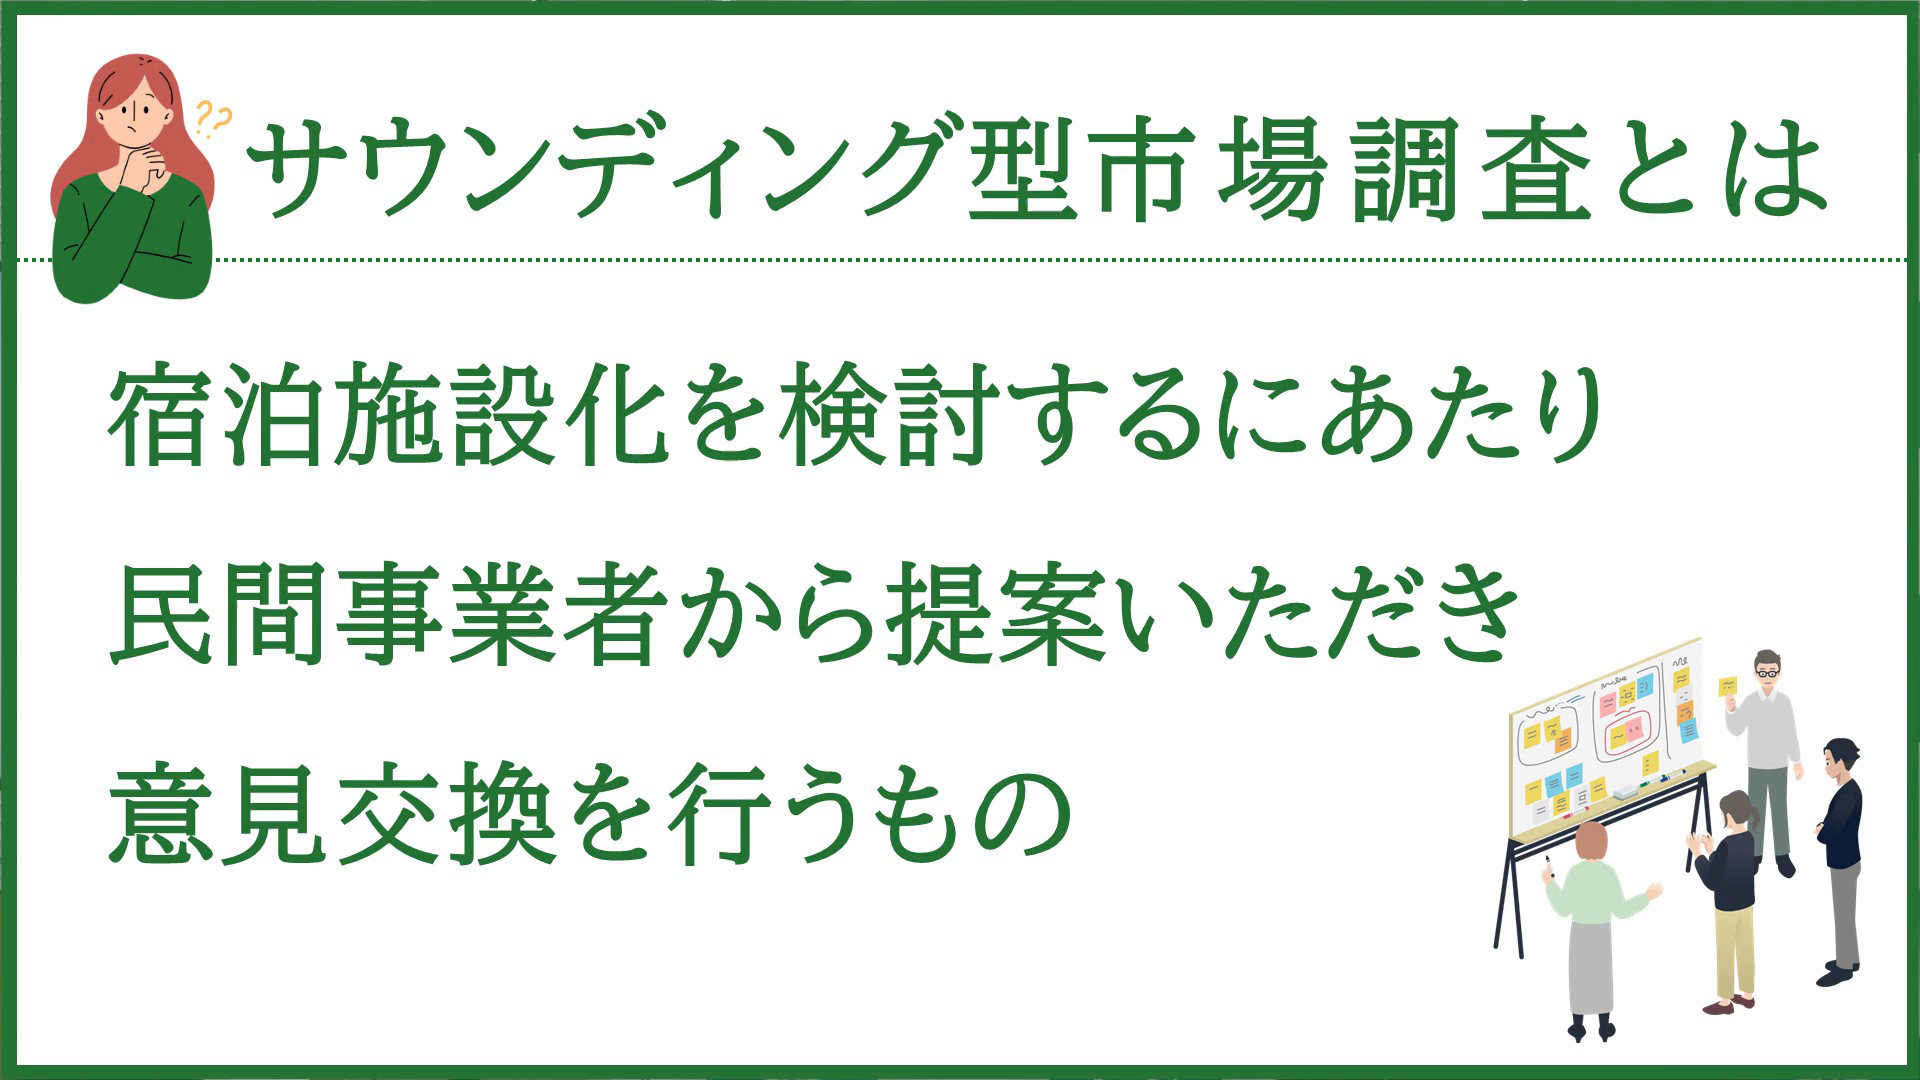 サウンディング型市場調査とは
??
宿泊施設化を検討するにあたり
民間事業者から提案いただき
意見交換を行うもの